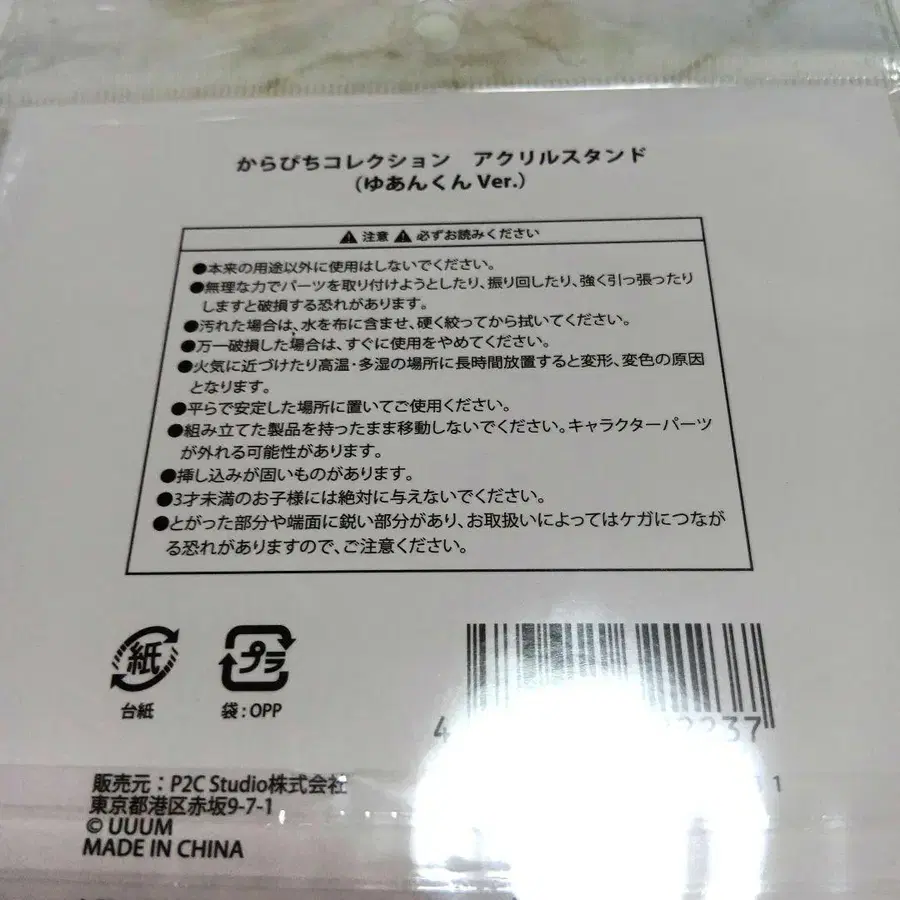 からぴちコレクション アクリルスタンド
(ゆあんくん Ver.)
⚠ 注意 ⚠ 必ずお読みください
●本来の用途以外に使用はしないでください。
●無理な力でパーツを取り付けようとしたり、振り回したり、強く引っ張ったり
しますと破損する恐れがあります。
●汚れた場合は、水を布に含ませ、硬く絞ってから拭いてください。
●万一破損した場合は、すぐに使用をやめてください。
●火気に近づけたり高温・多湿の場所に長時間放置すると変形、変色の原因
となります。
●平らで安定した場所に置いてご使用ください。
●組み立てた製品を持ったまま移動しないでください。キャラクターパーツ
が外れる可能性があります。
●挿し込みが固いものがあります。
●3才未満のお子様には絶対に与えないでください。
●とがった部分や端面に鋭い部分があり、お取扱いによってはケガにつなが
る恐れがありますので、ご注意ください。
紙
プラ
台紙
袋:OPP
販売元:P2C Studio株式会社
東京都港区赤坂9-7-1
© UUUM
MADE IN CHINA